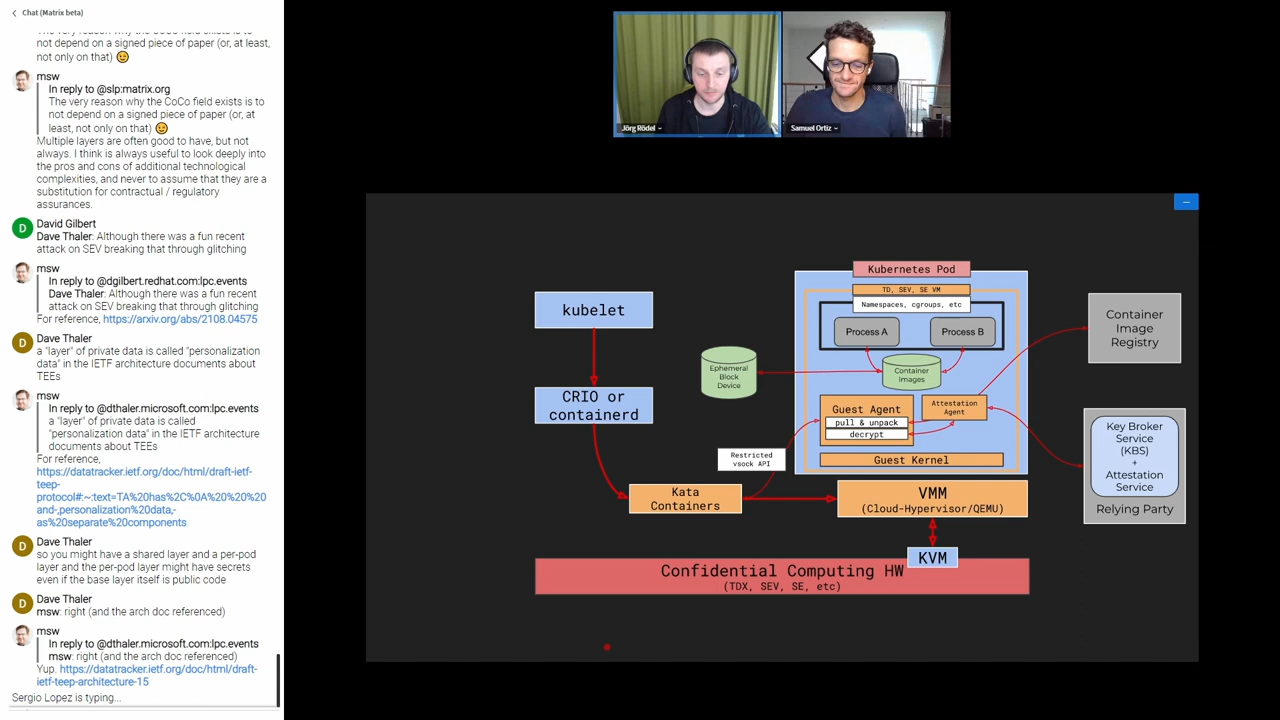 Chat (Matrix beta)
not depend on a signed piece of paper (or, at least,
not only on that) 😉
msw
In reply to @slp:matrix.org
The very reason why the CoCo field exists is to
not depend on a signed piece of paper (or, at
least, not only on that) 😉
Multiple layers are often good to have, but not
always. I think is always useful to look deeply into
the pros and cons of additional technological
complexities, and never to assume that they are a
substitution for contractual / regulatory
assurances.
D
David Gilbert
Dave Thaler: Although there was a fun recent
attack on SEV breaking that through glitching
msw
In reply to @dgilbert.redhat.com:lpc.events
Dave Thaler: Although there was a fun recent
attack on SEV breaking that through glitching
For reference, https://arxiv.org/abs/2108.04575
D
Dave Thaler
a "layer" of private data is called "personalization
data" in the IETF architecture documents about
TEEs
msw
In reply to @dthaler.microsoft.com:lpc.events
a "layer" of private data is called
"personalization data" in the IETF architecture
documents about TEEs
For reference,
https://datatracker.ietf.org/doc/html/draft-ietf-
teep-
protocol#:~:text=TA%20has%2C%0A%20%20%20
and-,personalization%20data,-
as%20separate%20components
D
Dave Thaler
so you might have a shared layer and a per-pod
layer and the per-pod layer might have secrets
even if the base layer itself is public code
D
Dave Thaler
msw: right (and the arch doc referenced)
msw
In reply to @dthaler.microsoft.com:lpc.events
msw: right (and the arch doc referenced)
Yup. https://datatracker.ietf.org/doc/html/draft-
ietf-teep-architecture-15
Sergio Lopez is typing...
Jörg Rödel
Samuel Ortiz
kubelet
CRIO or
containerd
Kata
Containers
Restricted
vsock API
Ephemeral
Block
Device
Kubernetes Pod
TD, SEV, SE VM
Namespaces, cgroups, etc
Process A
Process B
Container
Images
Guest Agent
pull & unpack
decrypt
Attestation
Agent
Guest Kernel
VMM
(Cloud-Hypervisor/QEMU)
KVM
Confidential Computing HW
(TDX, SEV, SE, etc)
Container
Image
Registry
Key Broker
Service
(KBS)
+
Attestation
Service
Relying Party